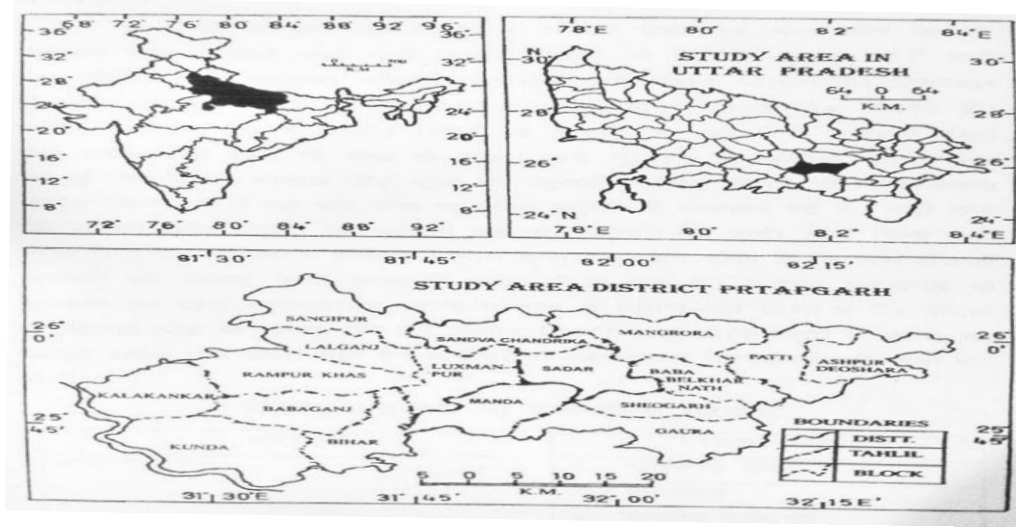 68° 72° 76° 80 84° 88° 92° 96°
36° 36°
32° 32°
28 28°
24 24°
20° 20°
16 16°
12 12°
8° 8°
72° 76° 80° 84° 88° 92°
78°E 80° 82° 84°E
N
30° 30°
STUDY AREA IN
UTTAR PRADESH
64 0 64
K.M.
28° 28
26°
24°N 24°
78°E 80° 82° 84°E
81°30' 81°45' 82°00' 82°15'
STUDY AREA DISTRICT PRTAPGARH
SANGIPUR
MANGRORA
26° 26°
0' 0'
LALGANJ
SANDVA CHANDRIKA
PATTI
ASHPUR
DEOSHARA
RAMPUR KHAS
LUXMAN-
PUR
SADAR
BABA
BELKHAR
NATH
KALAKANKAR
BABAGANJ
MANDA
SHEOGARH
25° 25°
45' 45'
KUNDA
BIHAR
GAURA
BOUNDARIES
DISTT.
TAHLIL
BLOCK
5 0 5 10 15 20
K.M.
31°30'E 31°45' 32°00' 32°15E'